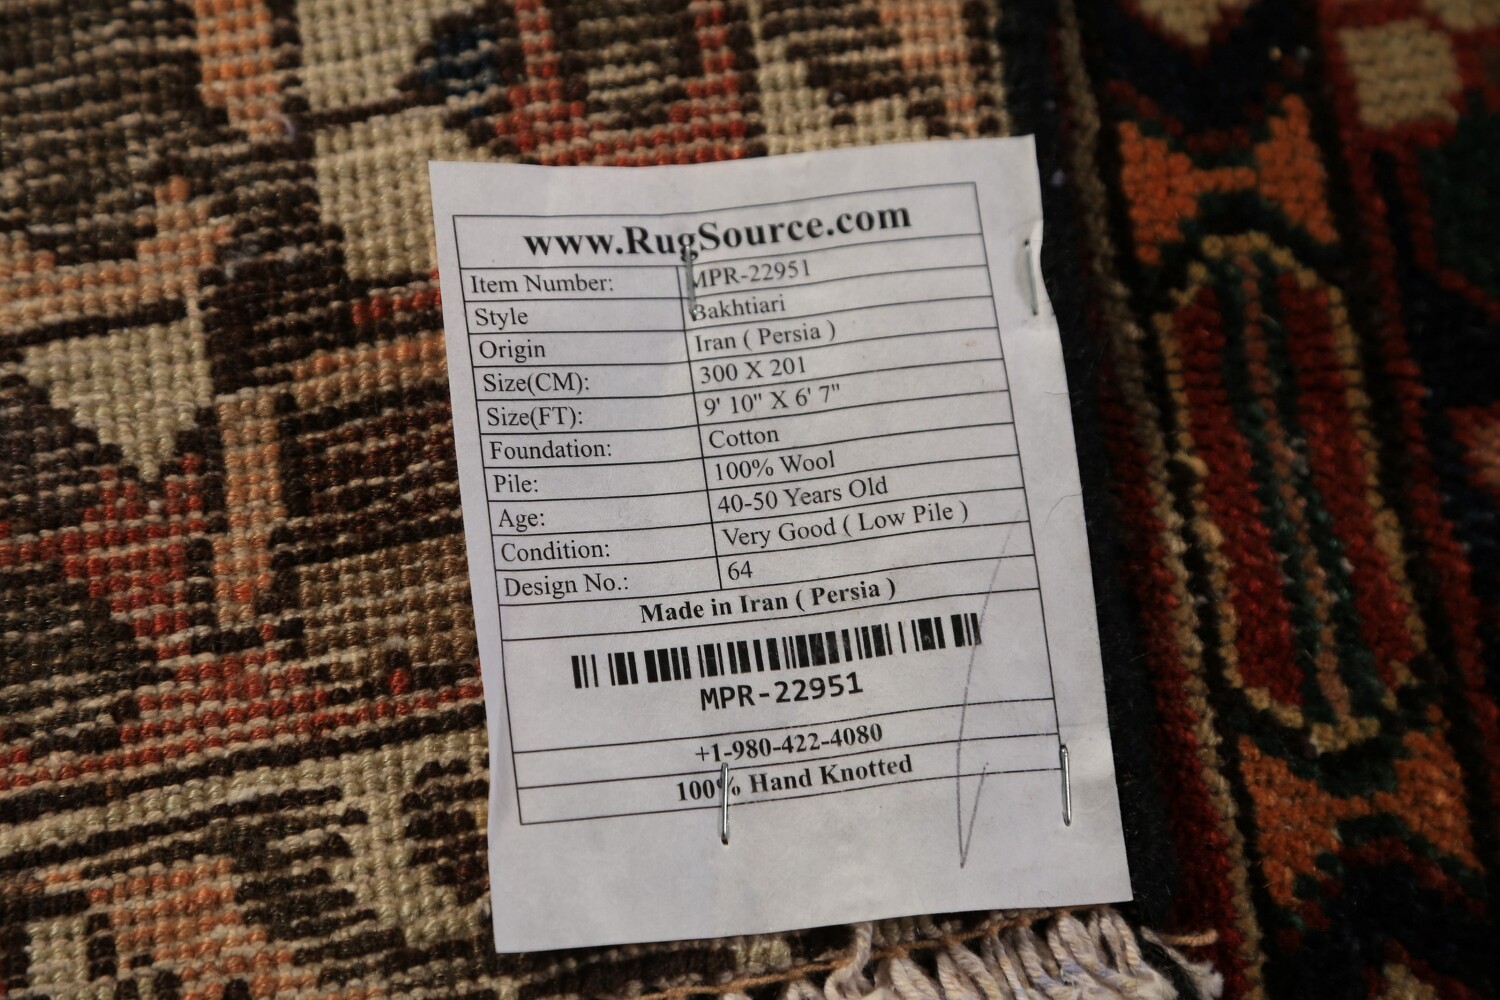 www.RugSource.com
Item Number: MPR-22951
Style Bakhtiari
Origin Iran ( Persia )
Size(CM): 300 X 201
Size(FT): 9' 10" X 6' 7"
Foundation: Cotton
Pile: 100% Wool
Age: 40-50 Years Old
Condition: Very Good ( Low Pile )
Design No.: 64
Made in Iran ( Persia )
MPR-22951
+1-980-422-4080
100% Hand Knotted